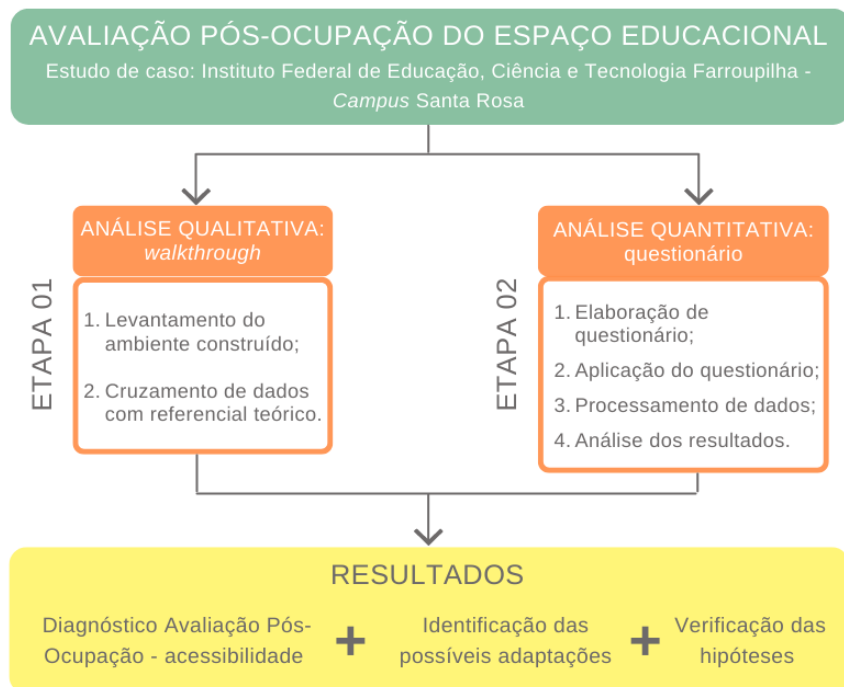 AVALIAÇÃO PÓS-OCUPAÇÃO DO ESPAÇO EDUCACIONAL
Estudo de caso: Instituto Federal de Educação, Ciência e Tecnologia Farroupilha -
Campus Santa Rosa
ETAPA 01
ANÁLISE QUALITATIVA:
walkthrough
1. Levantamento do
ambiente construído;
2. Cruzamento de dados
com referencial teórico.
ETAPA 02
ANÁLISE QUANTITATIVA:
questionário
1. Elaboração de
questionário;
2. Aplicação do questionário;
3. Processamento de dados;
4. Análise dos resultados.
RESULTADOS
Diagnóstico Avaliação Pós-
Ocupação - acessibilidade
+
Identificação das
possíveis adaptações
+
Verificação das
hipóteses